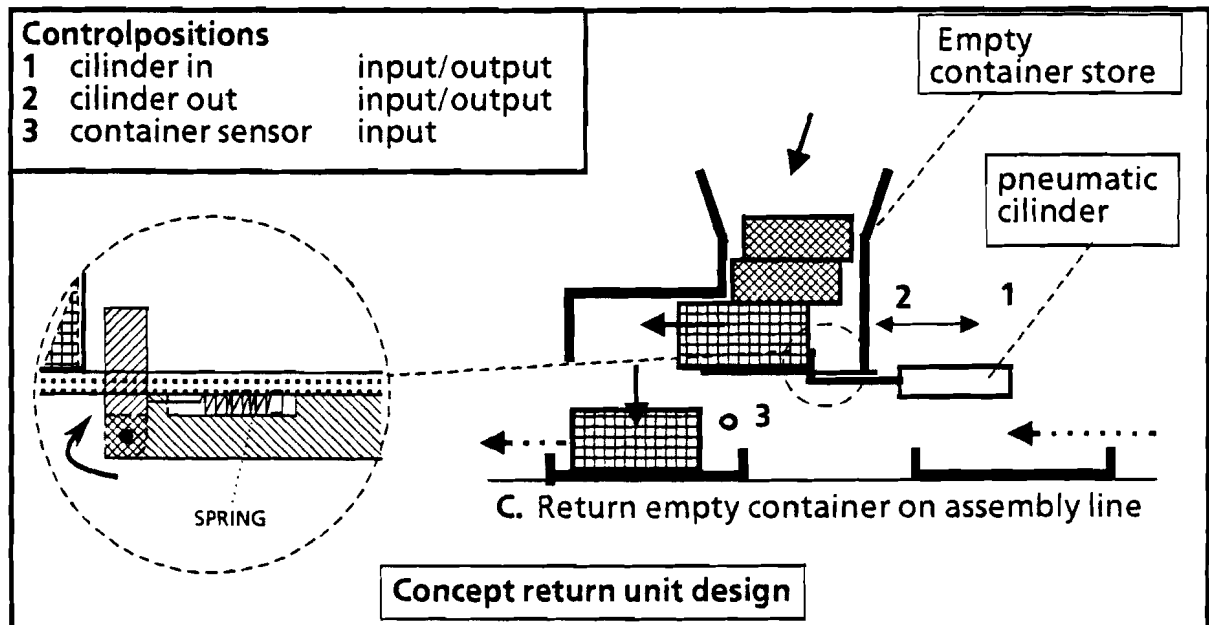 Controlpositions
1 cilinder in input/output
2 cilinder out input/output
3 container sensor input
Empty
container store
pneumatic
cilinder
2 1
3
SPRING
C. Return empty container on assembly line
Concept return unit design